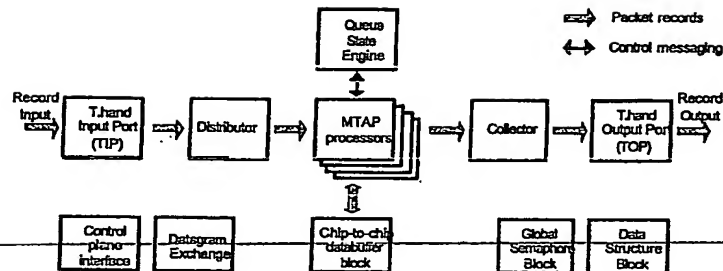 Queue
State
Engine
Packet records
Control messaging
Record
Input
T.hand
Input Port
(TIP)
Distributor
MTAP
processors
Collector
T.hand
Output Port
(TOP)
Record
Output
Control
plane
interface
Datagram
Exchange
Chip-to-chip
databuffer
block
Global
Semaphore
Block
Data
Structure
Block